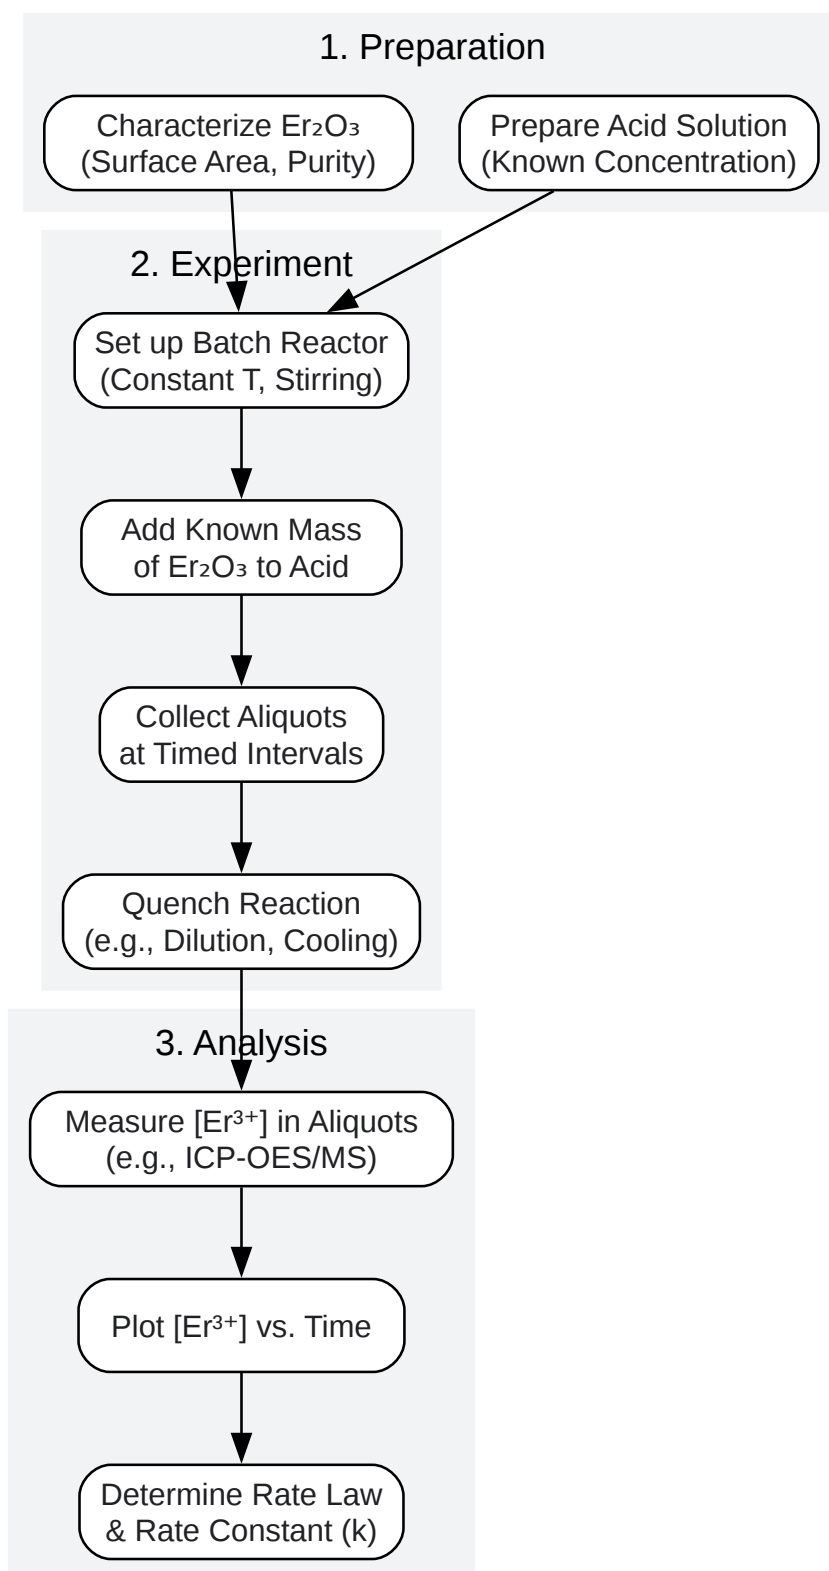 1. Preparation
Characterize Er₂O₃
(Surface Area, Purity)
Prepare Acid Solution
(Known Concentration)
2. Experiment
Set up Batch Reactor
(Constant T, Stirring)
Add Known Mass
of Er₂O₃ to Acid
Collect Aliquots
at Timed Intervals
Quench Reaction
(e.g., Dilution, Cooling)
3. Analysis
Measure [Er³⁺] in Aliquots
(e.g., ICP-OES/MS)
Plot [Er³⁺] vs. Time
Determine Rate Law
& Rate Constant (k)